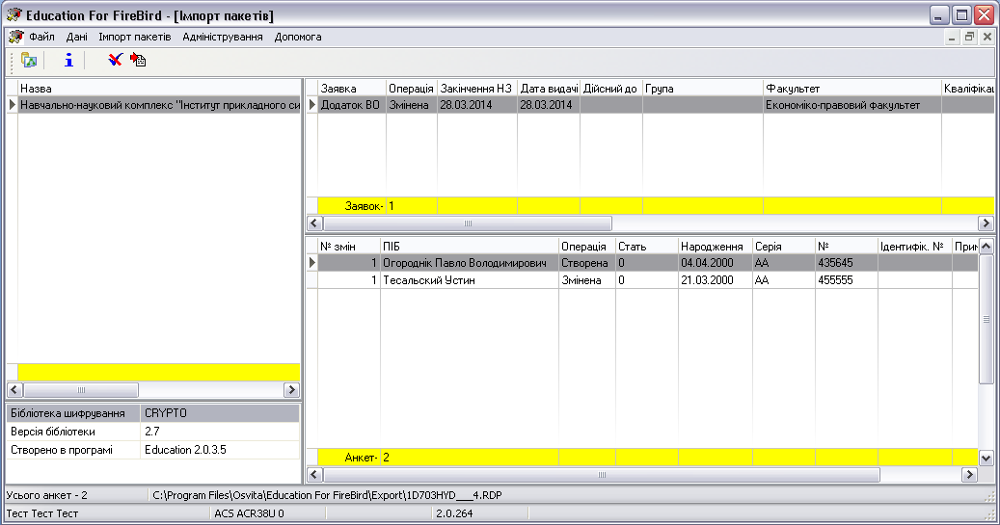 Education For FireBird - [Імпорт пакетів]
Файл Дані Імпорт пакетів Адміністрування Допомога
Назва
Навчально-науковий комплекс "Інститут прикладного си
Бібліотека шифрування CRYPTO
Версія бібліотеки 2.7
Створено в програмі Education 2.0.3.5
Заявка Операція Закінчення НЗ Дата видачі Дійсний до Група Факультет Кваліфікац
Додаток ВО Змінена 28.03.2014 28.03.2014 Економіко-правовий факультет
Заявок- 1
№ змін ПІБ Операція Стать Народження Серія № Ідентифік. № Прим
1 Огороднік Павло Володимирович Створена 0 04.04.2000 АА 435645
1 Тесальский Устин Змінена 0 21.03.2000 АА 455555
Анкет- 2
Усього анкет - 2 C:\Program Files\Osvita\Education For FireBird\Export\1D703HYD___4.RDP
Тест Тест Тест ACS ACR38U 0 2.0.264